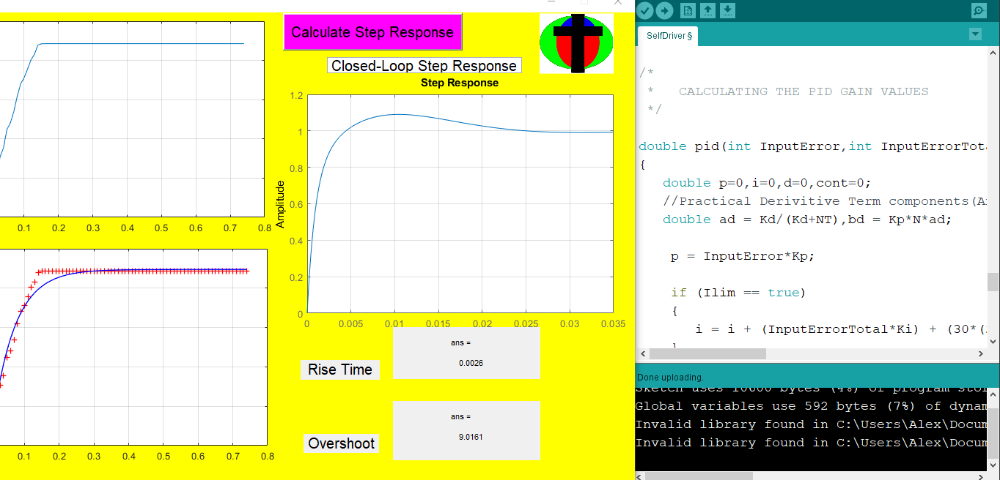 Calculate Step Response
Closed-Loop Step Response
Step Response
Amplitude
1.2
1
0.8
0.6
0.4
0.2
0
0 0.005 0.01 0.015 0.02 0.025 0.03 0.035
0.1 0.2 0.3 0.4 0.5 0.6 0.7 0.8
0.1 0.2 0.3 0.4 0.5 0.6 0.7 0.8
Rise Time
ans =
0.0026
Overshoot
ans =
9.0161
SelfDriver §
/*
* CALCULATING THE PID GAIN VALUES
*/
double pid(int InputError,int InputErrorTot
{
double p=0,i=0,d=0,cont=0;
//Practical Derivitive Term components(A
double ad = Kd/(Kd+NT),bd = Kp*N*ad;
p = InputError*Kp;
if (Ilim == true)
{
i = i + (InputErrorTotal*Ki) + (30*(
}
Done uploading.
Sketch uses 10600 bytes (4%) of program stor
Global variables use 592 bytes (7%) of dynam
Invalid library found in C:\Users\Alex\Docum
Invalid library found in C:\Users\Alex\Docum